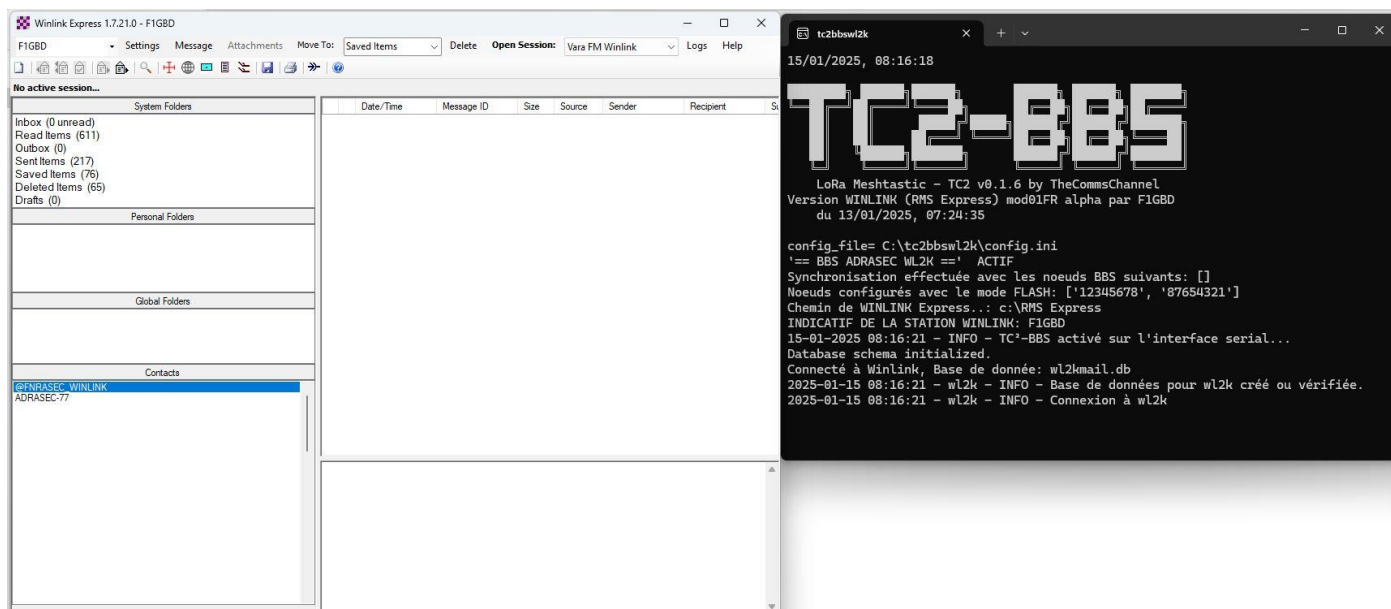 Winlink Express 1.7.21.0 - F1GBD
F1GBD Settings Message Attachments Move To: Saved Items Delete Open Session: Vara FM Winlink Logs Help
No active session...
System Folders
Inbox (0 unread)
Read Items (611)
Outbox (0)
Sent Items (217)
Saved Items (76)
Deleted Items (65)
Drafts (0)
Personal Folders
Global Folders
Contacts
@FNRASEC_WINLINK
ADRASEC-77
Date/Time Message ID Size Source Sender Recipient Su
tc2bbswl2k
15/01/2025, 08:16:18
TC2-BBS
LoRa Meshtastic - TC2 v0.1.6 by TheCommsChannel
Version WINLINK (RMS Express) mod01FR alpha par F1GBD
du 13/01/2025, 07:24:35
config_file= C:\tc2bbswl2k\config.ini
'== BBS ADRASEC WL2K ==' ACTIF
Synchronisation effectuée avec les noeuds BBS suivants: []
Noeuds configurés avec le mode FLASH: ['12345678', '87654321']
Chemin de WINLINK Express..: c:\RMS Express
INDICATIF DE LA STATION WINLINK: F1GBD
15-01-2025 08:16:21 - INFO - TC²-BBS activé sur l'interface serial...
Database schema initialized.
Connecté à Winlink, Base de donnée: wl2kmail.db
2025-01-15 08:16:21 - wl2k - INFO - Base de données pour wl2k créé ou vérifiée.
2025-01-15 08:16:21 - wl2k - INFO - Connexion à wl2k